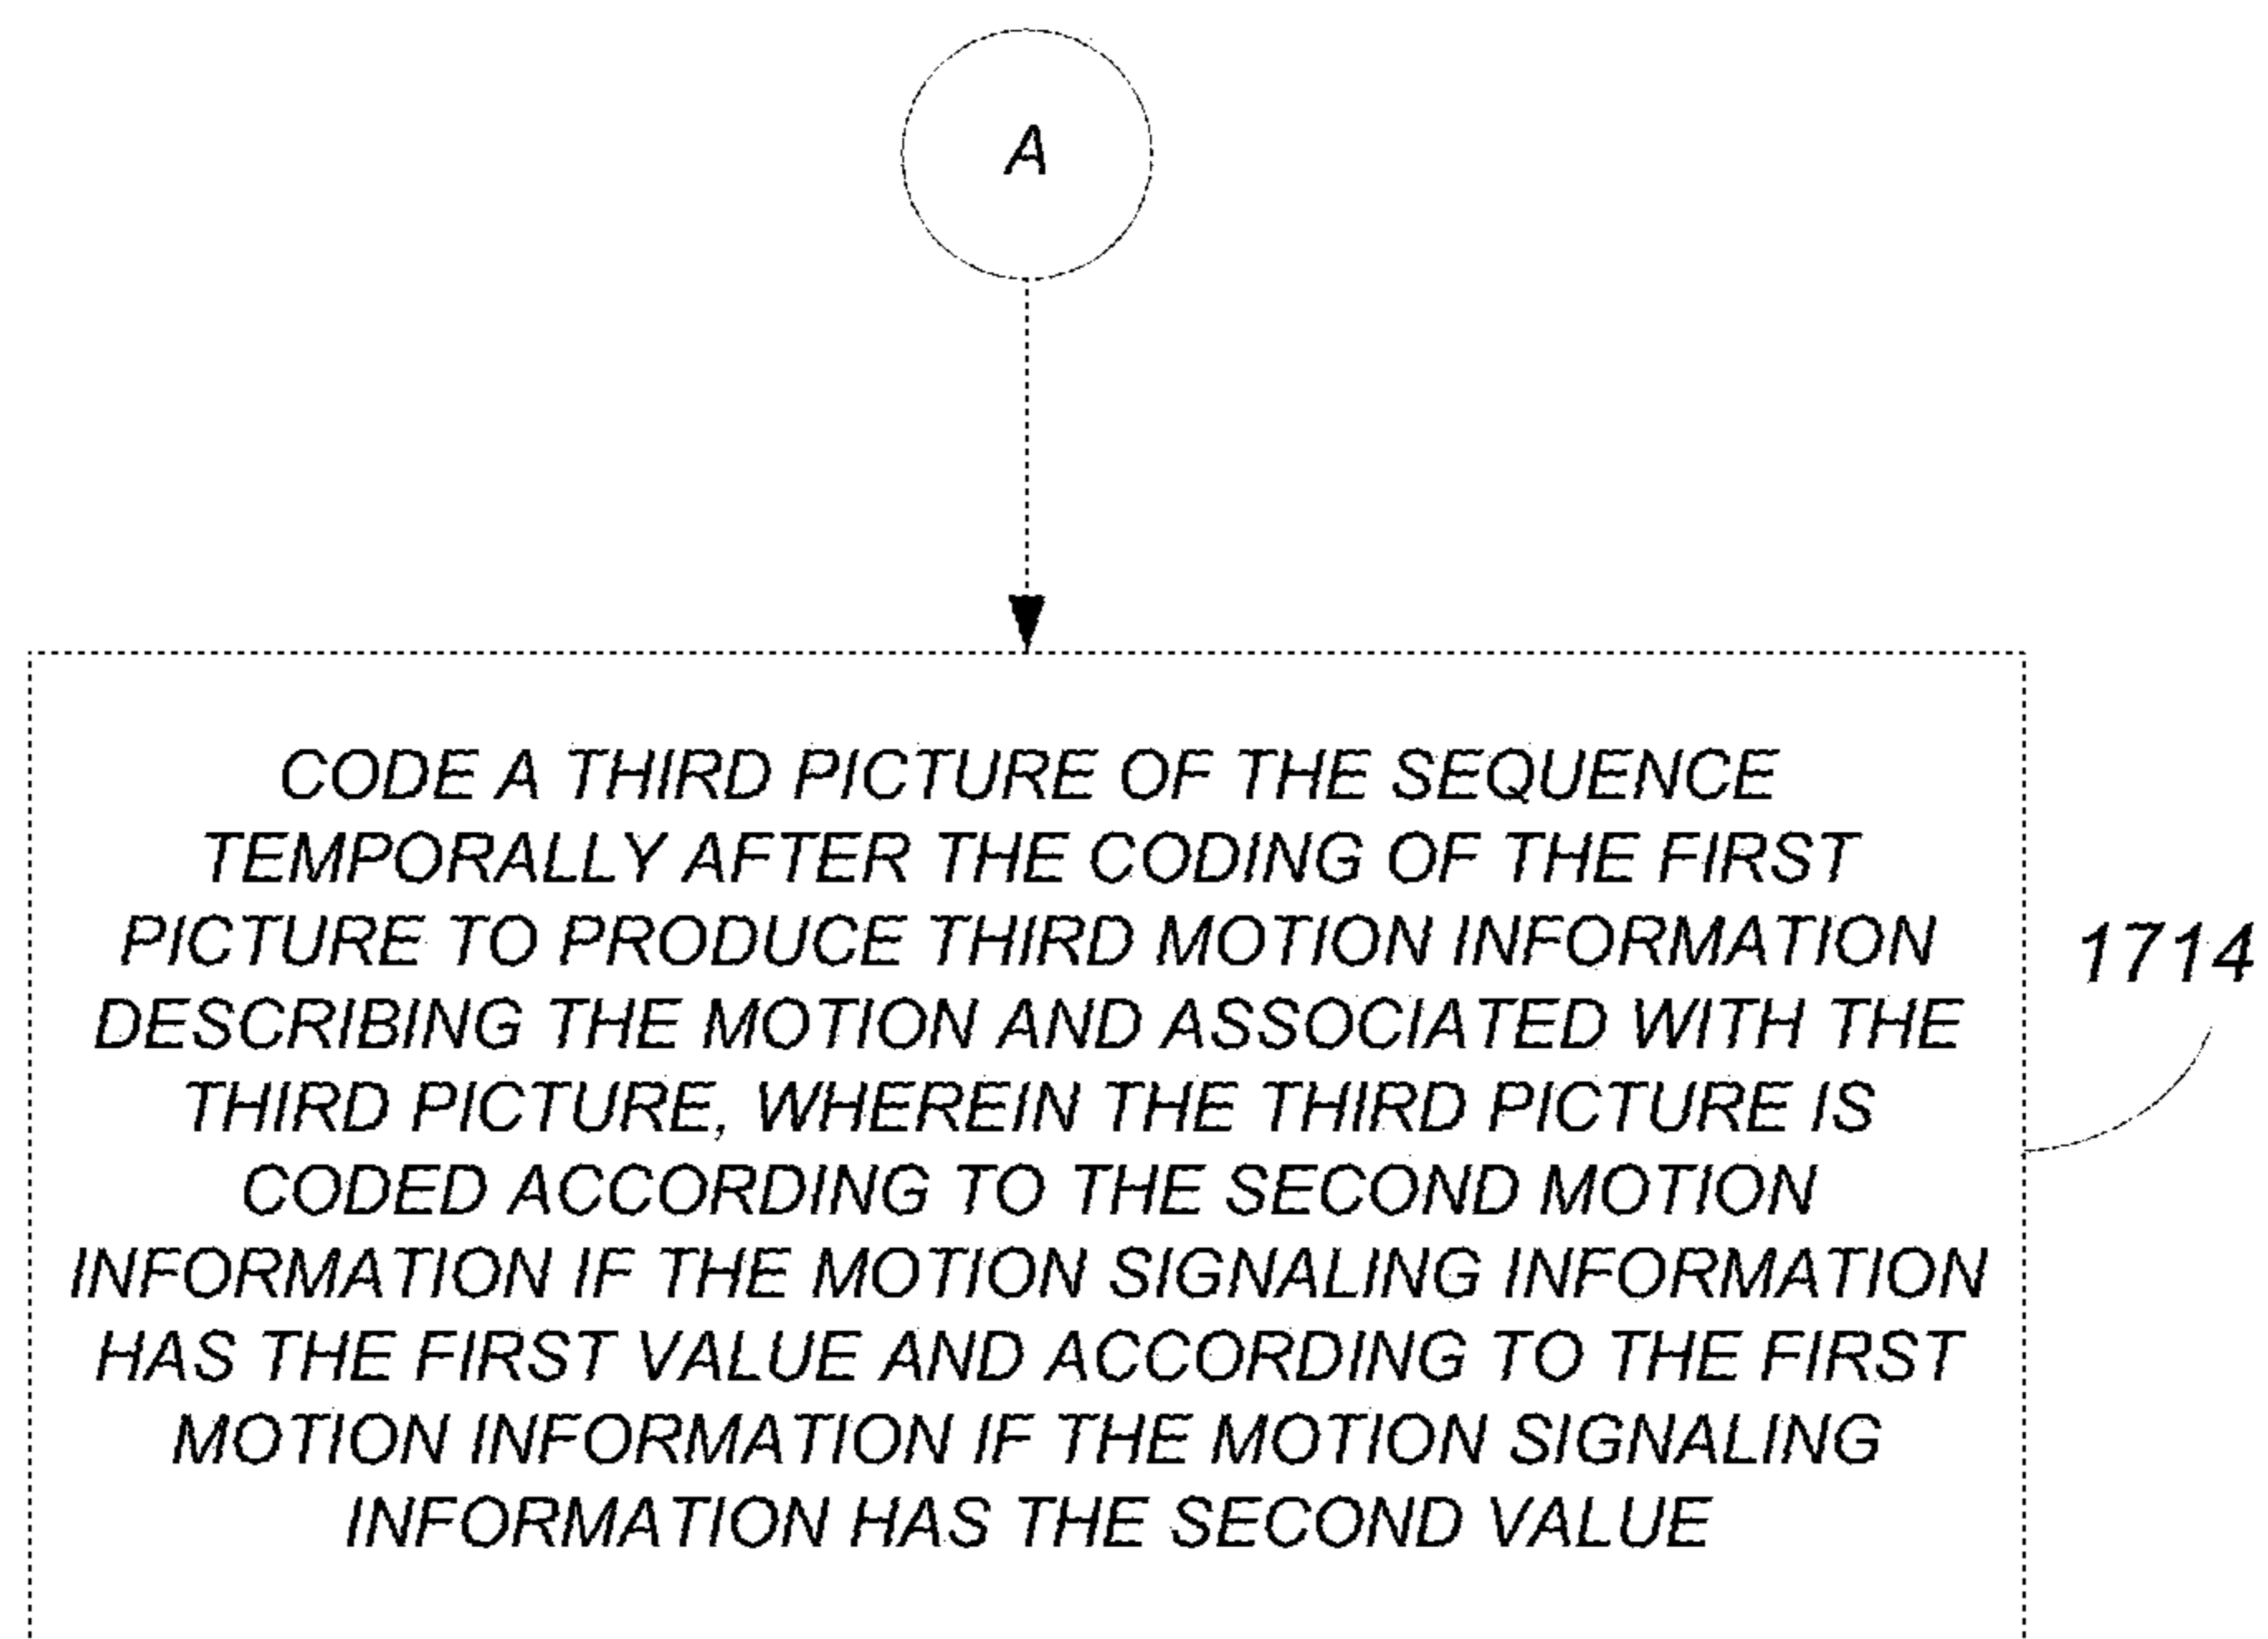 A
CODE A THIRD PICTURE OF THE SEQUENCE
TEMPORALLY AFTER THE CODING OF THE FIRST
PICTURE TO PRODUCE THIRD MOTION INFORMATION
DESCRIBING THE MOTION AND ASSOCIATED WITH THE
THIRD PICTURE, WHEREIN THE THIRD PICTURE IS
CODED ACCORDING TO THE SECOND MOTION
INFORMATION IF THE MOTION SIGNALING INFORMATION
HAS THE FIRST VALUE AND ACCORDING TO THE FIRST
MOTION INFORMATION IF THE MOTION SIGNALING
INFORMATION HAS THE SECOND VALUE
1714